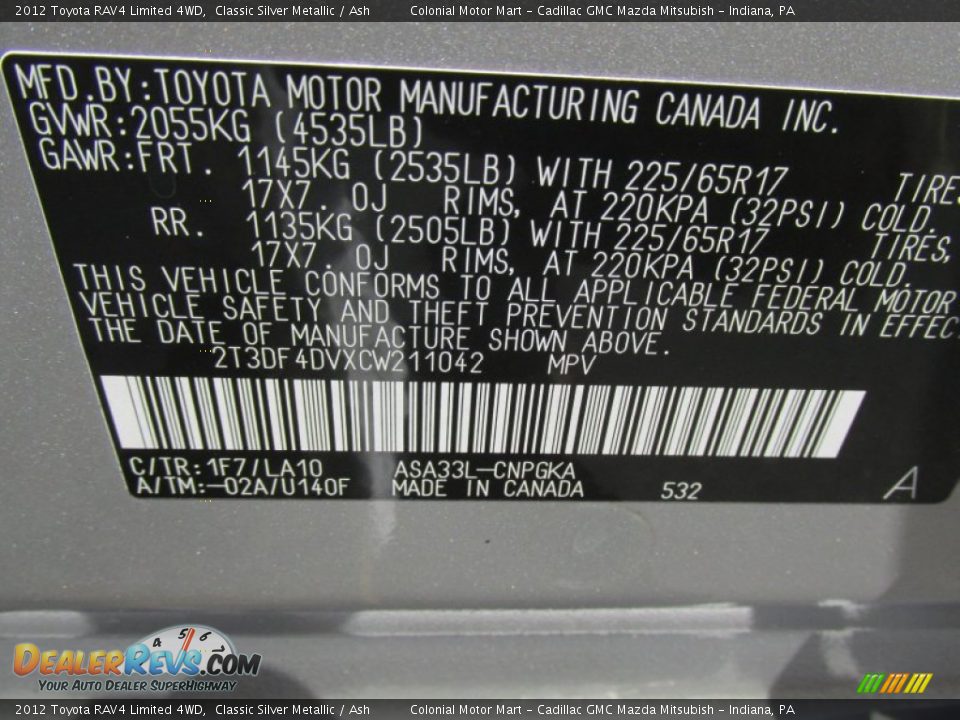 2012 Toyota RAV4 Limited 4WD, Classic Silver Metallic / Ash Colonial Motor Mart - Cadillac GMC Mazda Mitsubish - Indiana, PA
MFD.BY:TOYOTA MOTOR MANUFACTURING CANADA INC.
GVWR:2055KG (4535LB)
GAWR:FRT. 1145KG (2535LB) WITH 225/65R17 TIRES
17X7. 0J RIMS, AT 220KPA (32PSI) COLD.
RR. 1135KG (2505LB) WITH 225/65R17 TIRES,
17X7. 0J RIMS, AT 220KPA (32PSI) COLD.
THIS VEHICLE CONFORMS TO ALL APPLICABLE FEDERAL MOTOR
VEHICLE SAFETY AND THEFT PREVENTION STANDARDS IN EFFEC
THE DATE OF MANUFACTURE SHOWN ABOVE.
2T3DF4DVXCW211042 MPV
C/TR:1F7/LA10 ASA33L-CNPGKA
A/TM:-02A/U140F MADE IN CANADA 532 A
4 5 6
DealerRevs.com
Your Auto Dealer SuperHighway
2012 Toyota RAV4 Limited 4WD, Classic Silver Metallic / Ash Colonial Motor Mart - Cadillac GMC Mazda Mitsubish - Indiana, PA